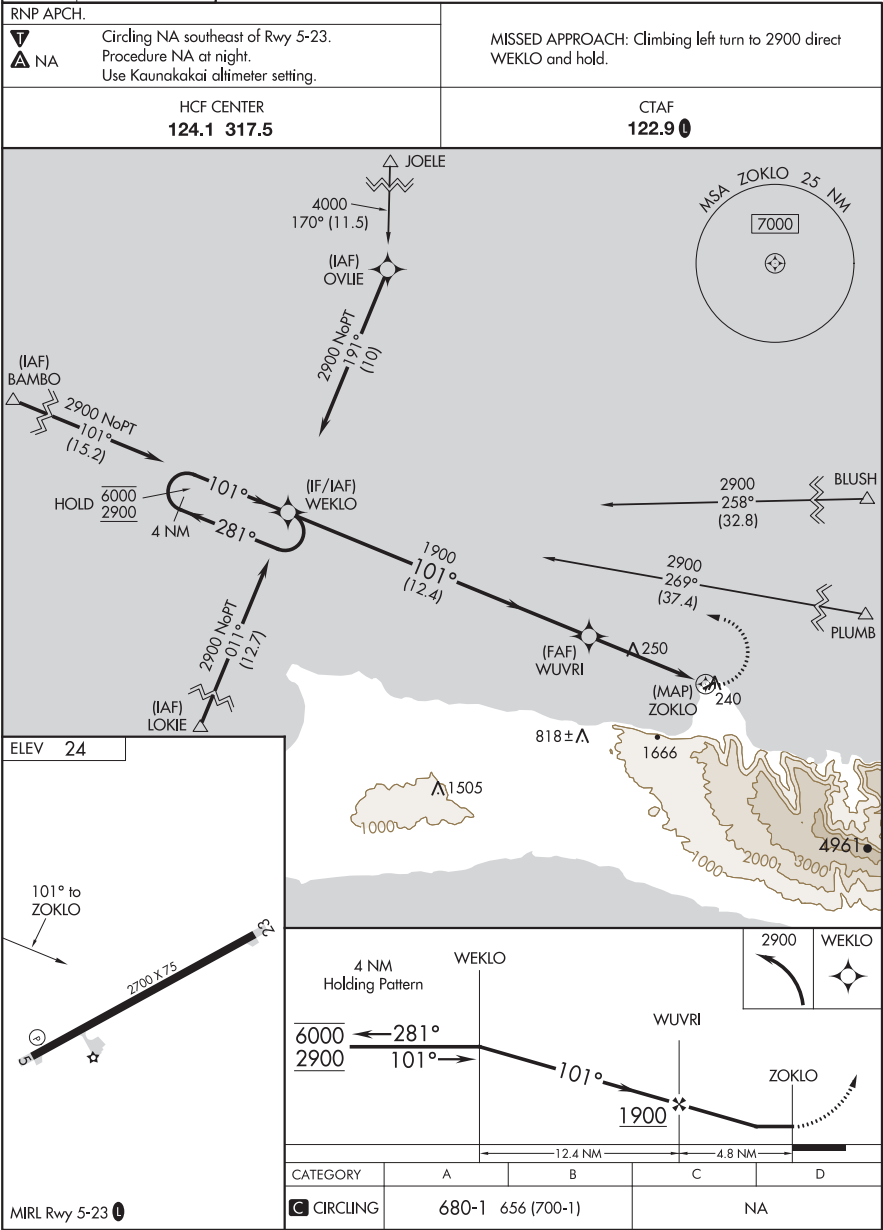 RNP APCH.
T
A NA
Circling NA southeast of Rwy 5-23.
Procedure NA at night.
Use Kaunakakai altimeter setting.
MISSED APPROACH: Climbing left turn to 2900 direct
WEKLO and hold.
HCF CENTER
124.1 317.5
CTAF
122.9 L
JOELE
4000
170° (11.5)
(IAF)
OVLIE
2900 NoPT
191°
(10)
MSA ZOKLO 25 NM
7000
(IAF)
BAMBO
2900 NoPT
101°
(15.2)
HOLD
6000
2900
4 NM
101°
281°
(IF/IAF)
WEKLO
2900 NoPT
011°
(12.7)
(IAF)
LOKIE
1900
101°
(12.4)
BLUSH
2900
258°
(32.8)
2900
269°
(37.4)
PLUMB
(FAF)
WUVRI
250
(MAP)
ZOKLO
240
818±
1666
1505
1000
1000
2000
3000
4961
ELEV 24
101° to
ZOKLO
2700 X 75
23
5
P
MIRL Rwy 5-23 L
4 NM
Holding Pattern
WEKLO
6000
2900
281°
101°
101°
WUVRI
1900
ZOKLO
2900
WEKLO
12.4 NM
4.8 NM
CATEGORY A B C D
C CIRCLING 680-1 656 (700-1) NA